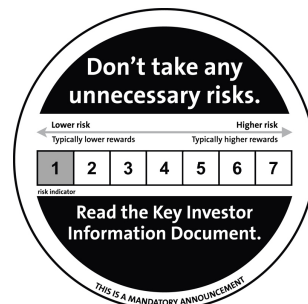 Don't take any
unnecessary risks.
Lower risk Higher risk
Typically lower rewards Typically higher rewards
1 2 3 4 5 6 7
risk indicator
Read the Key Investor
Information Document.
THIS IS A MANDATORY ANNOUNCEMENT